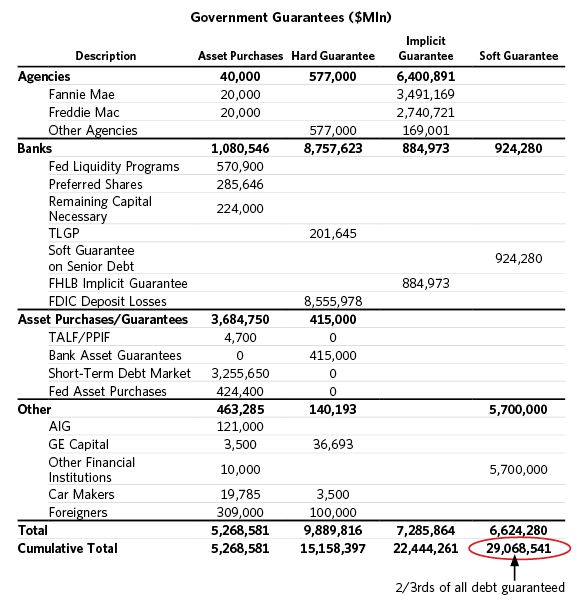 Government Guarantees ($Mln)
Implicit
Description Asset Purchases Hard Guarantee Guarantee Soft Guarantee
Agencies 40,000 577,000 6,400,891
Fannie Mae 20,000 3,491,169
Freddie Mac 20,000 2,740,721
Other Agencies 577,000 169,001
Banks 1,080,546 8,757,623 884,973 924,280
Fed Liquidity Programs 570,900
Preferred Shares 285,646
Remaining Capital
Necessary 224,000
TLGP 201,645
Soft Guarantee
on Senior Debt 924,280
FHLB Implicit Guarantee 884,973
FDIC Deposit Losses 8,555,978
Asset Purchases/Guarantees 3,684,750 415,000
TALF/PPIF 4,700 0
Bank Asset Guarantees 0 415,000
Short-Term Debt Market 3,255,650 0
Fed Asset Purchases 424,400 0
Other 463,285 140,193 5,700,000
AIG 121,000
GE Capital 3,500 36,693
Other Financial
Institutions 10,000 5,700,000
Car Makers 19,785 3,500
Foreigners 309,000 100,000
Total 5,268,581 9,889,816 7,285,864 6,624,280
Cumulative Total 5,268,581 15,158,397 22,444,261 29,068,541
2/3rds of all debt guaranteed